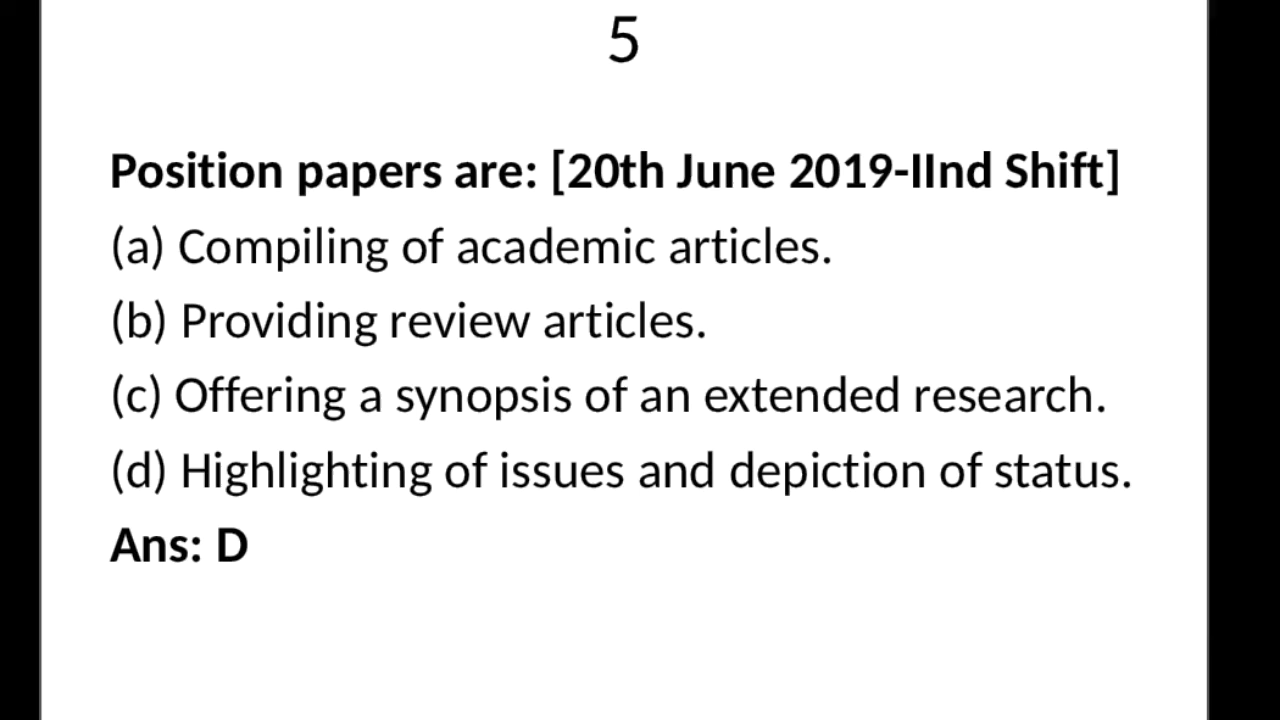 5
Position papers are: [20th June 2019-IInd Shift]
(a) Compiling of academic articles.
(b) Providing review articles.
(c) Offering a synopsis of an extended research.
(d) Highlighting of issues and depiction of status.
Ans: D